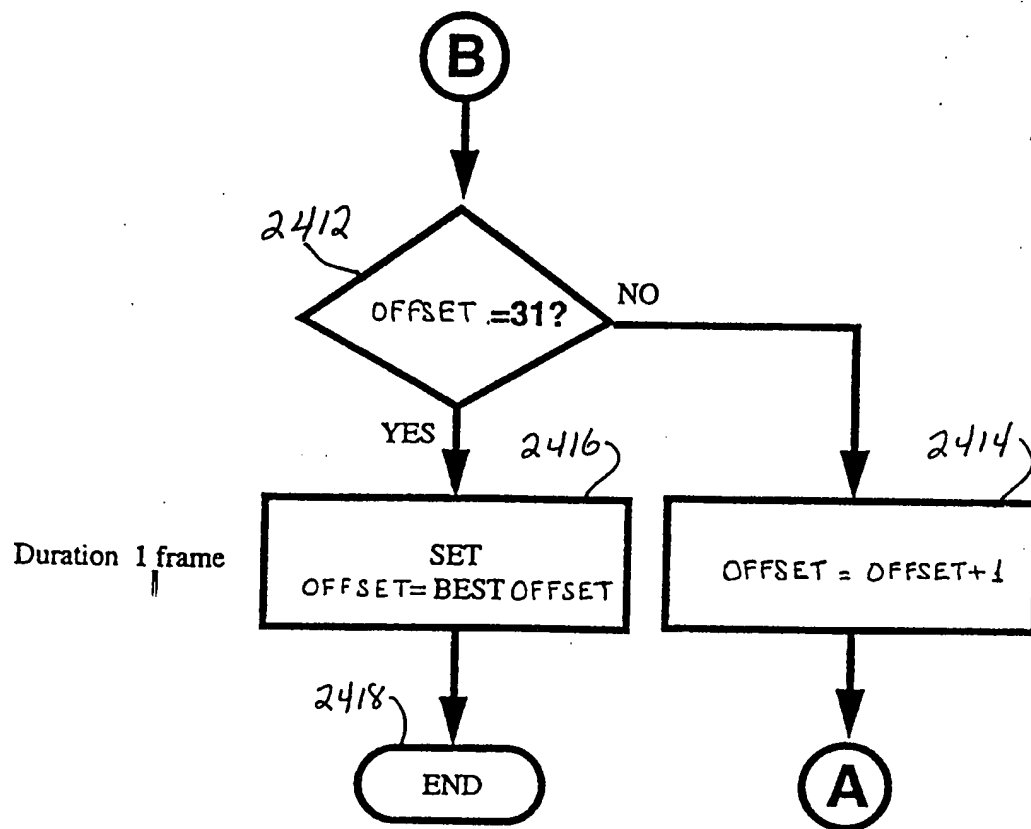 B
2412
OFFSET =31?
NO
YES
2416
2414
Duration 1 frame
SET
OFFSET=BEST OFFSET
OFFSET = OFFSET+1
2418
END
A